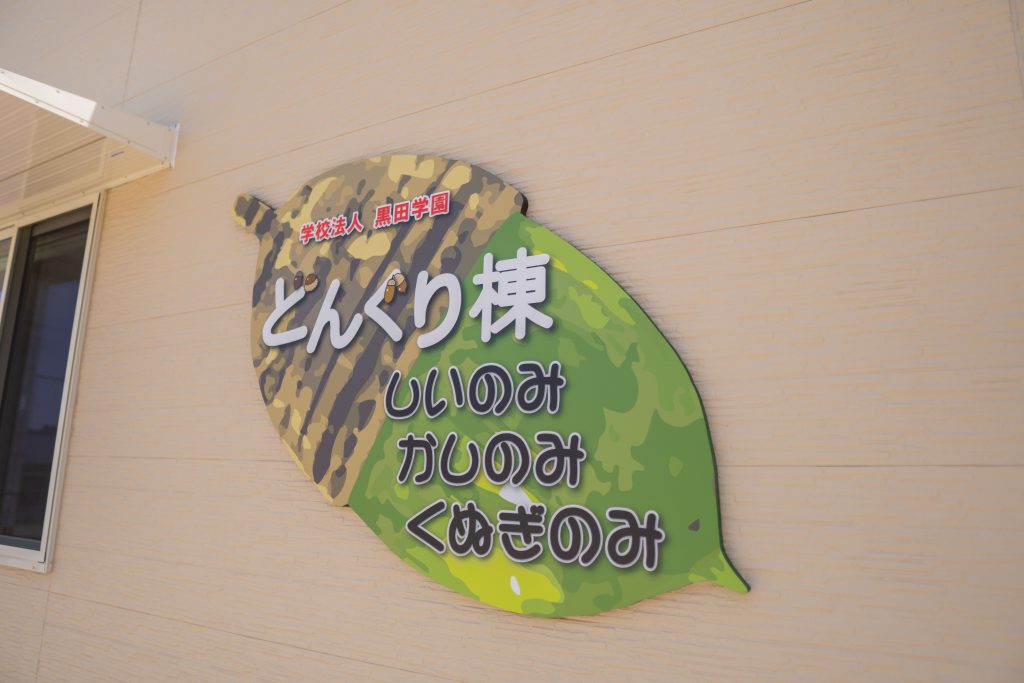 学校法人 黒田学園
どんぐり棟
しいのみ
かしのみ
くぬぎのみ